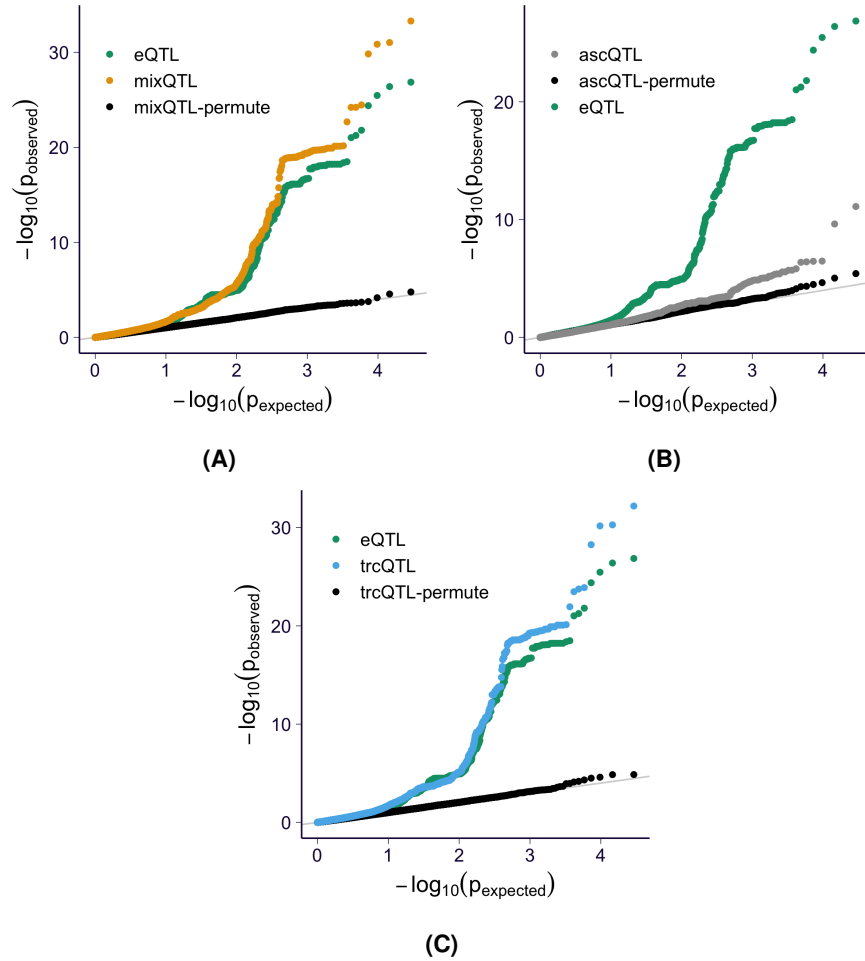 30
20
10
0
−log10(pobserved)
eQTL
mixQTL
mixQTL-permute
0 1 2 3 4
−log10(pexpected)
(A)
20
10
0
−log10(pobserved)
ascQTL
ascQTL-permute
eQTL
0 1 2 3 4
−log10(pexpected)
(B)
30
20
10
0
−log10(pobserved)
eQTL
trcQTL
trcQTL-permute
0 1 2 3 4
−log10(pexpected)
(C)